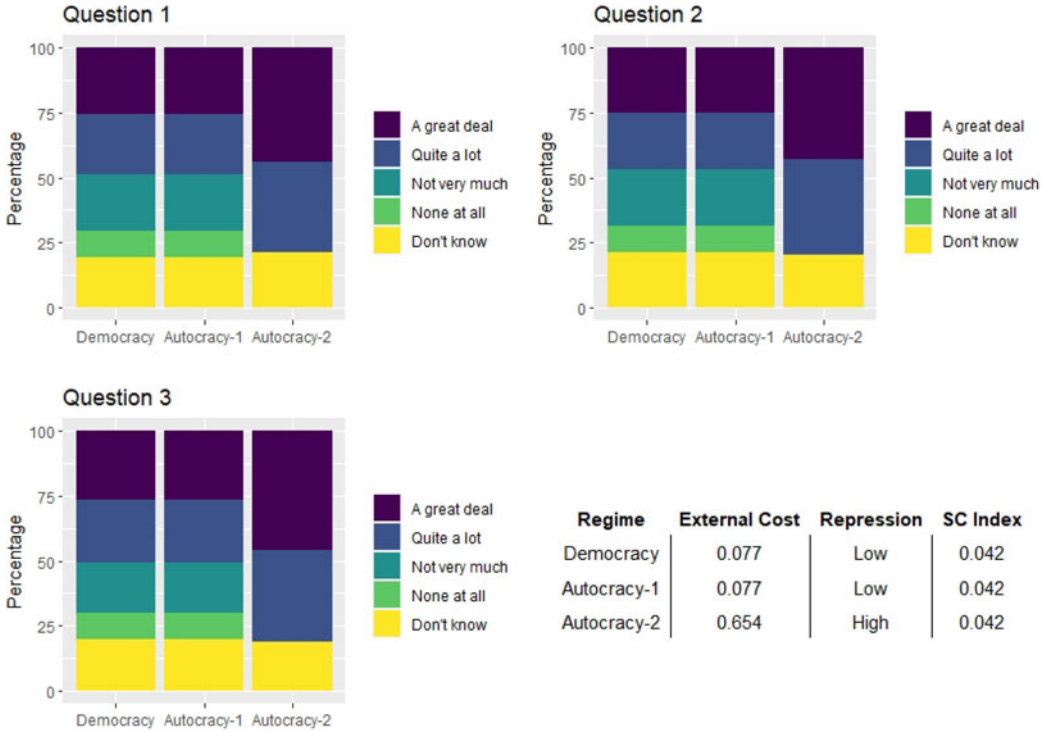 Question 1
100
75
50
25
0
Percentage
Democracy Autocracy-1 Autocracy-2
A great deal
Quite a lot
Not very much
None at all
Don't know
Question 2
100
75
50
25
0
Percentage
Democracy Autocracy-1 Autocracy-2
A great deal
Quite a lot
Not very much
None at all
Don't know
Question 3
100
75
50
25
0
Percentage
Democracy Autocracy-1 Autocracy-2
A great deal
Quite a lot
Not very much
None at all
Don't know
Regime External Cost Repression SC Index
Democracy 0.077 Low 0.042
Autocracy-1 0.077 Low 0.042
Autocracy-2 0.654 High 0.042